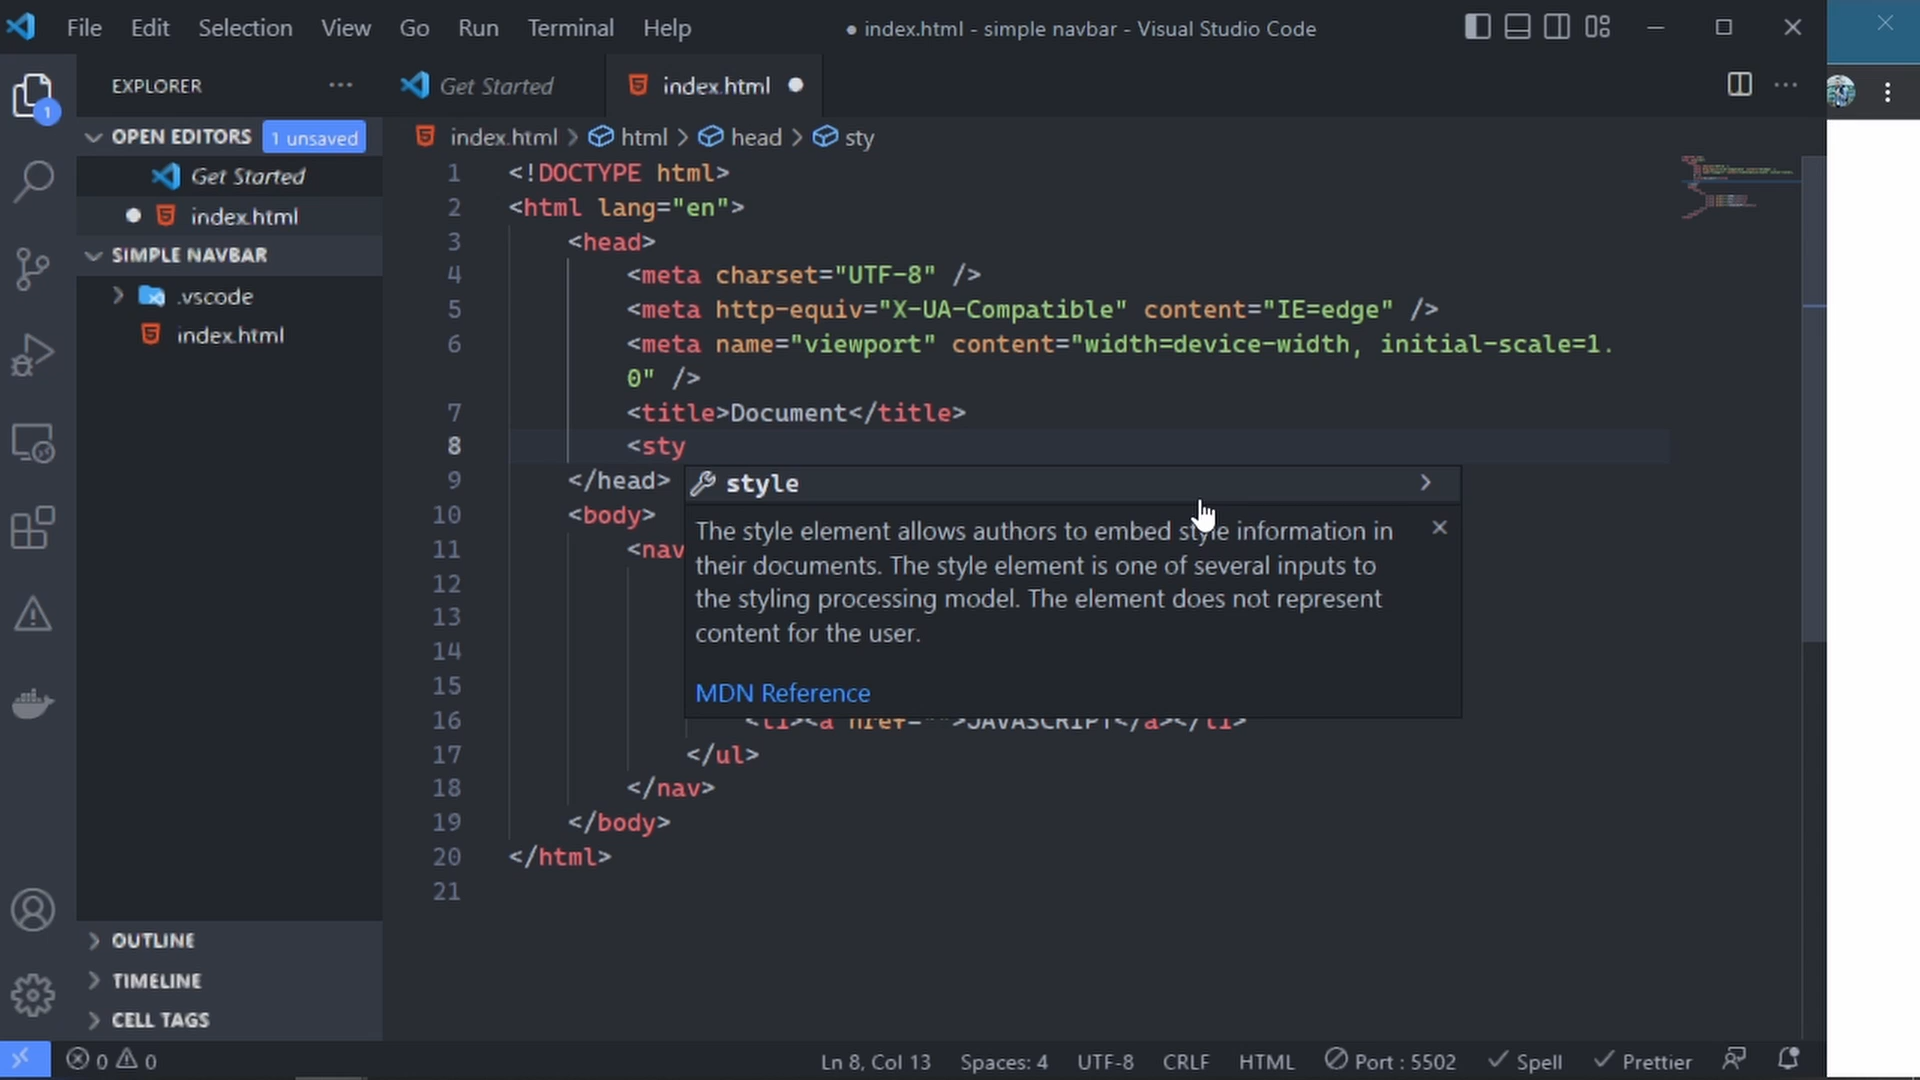 File Edit Selection View Go Run Terminal Help
● index.html - simple navbar - Visual Studio Code
1
EXPLORER
OPEN EDITORS 1 unsaved
Get Started
index.html
SIMPLE NAVBAR
.vscode
index.html
OUTLINE
TIMELINE
CELL TAGS
Get Started index.html
index.html > html > head > sty
1 <!DOCTYPE html>
2 <html lang="en">
3 <head>
4 <meta charset="UTF-8" />
5 <meta http-equiv="X-UA-Compatible" content="IE=edge" />
6 <meta name="viewport" content="width=device-width, initial-scale=1.
0" />
7 <title>Document</title>
8 <sty
9 </head>
10 <body>
11 <nav
12
13
14
15
16 <li><a href="">JAVASCRIPT</a></li>
17 </ul>
18 </nav>
19 </body>
20 </html>
21
style
The style element allows authors to embed style information in
their documents. The style element is one of several inputs to
the styling processing model. The element does not represent
content for the user.
MDN Reference
0 0 Ln 8, Col 13 Spaces: 4 UTF-8 CRLF HTML Port : 5502 Spell Prettier